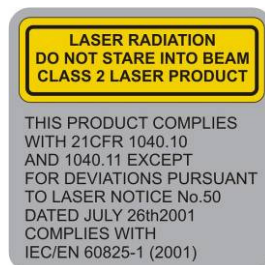 LASER RADIATION
DO NOT STARE INTO BEAM
CLASS 2 LASER PRODUCT
THIS PRODUCT COMPLIES
WITH 21CFR 1040.10
AND 1040.11 EXCEPT
FOR DEVIATIONS PURSUANT
TO LASER NOTICE No.50
DATED JULY 26th2001
COMPLIES WITH
IEC/EN 60825-1 (2001)